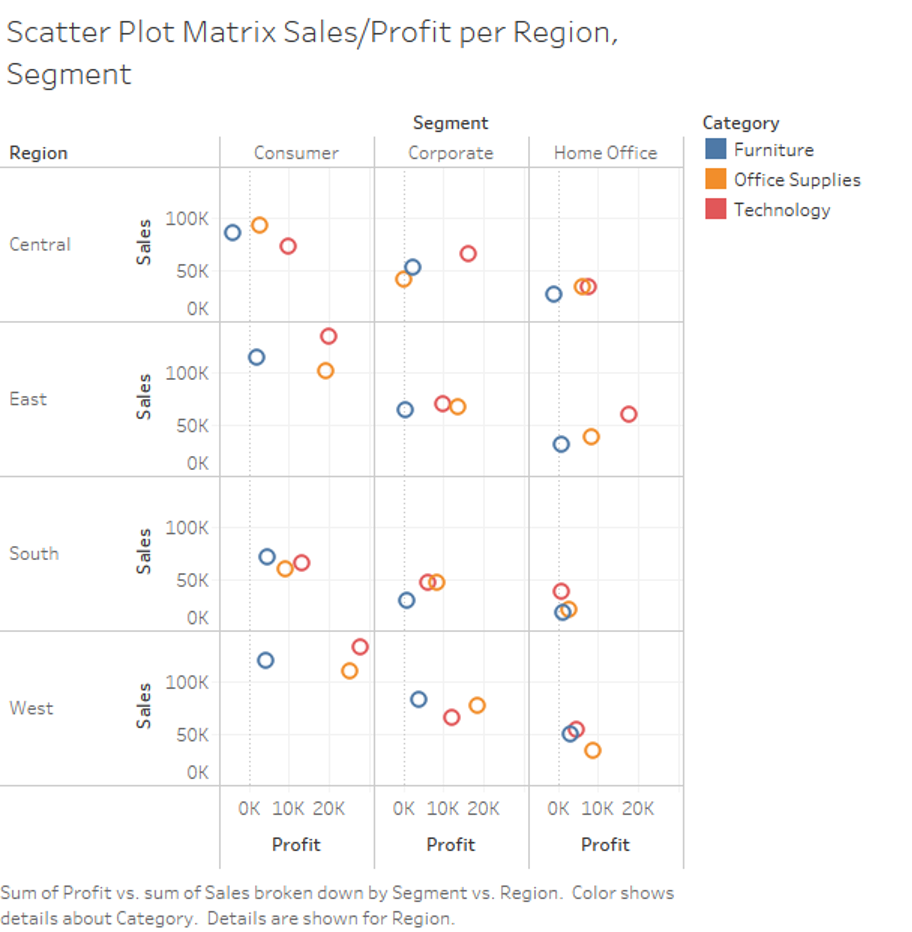 Scatter Plot Matrix Sales/Profit per Region,
Segment
Segment
Region
Consumer
Corporate
Home Office
Category
Furniture
Office Supplies
Technology
Central
Sales
100K
50K
0K
East
Sales
100K
50K
0K
South
Sales
100K
50K
0K
West
Sales
100K
50K
0K
0K 10K 20K
0K 10K 20K
0K 10K 20K
Profit
Profit
Profit
Sum of Profit vs. sum of Sales broken down by Segment vs. Region. Color shows
details about Category. Details are shown for Region.